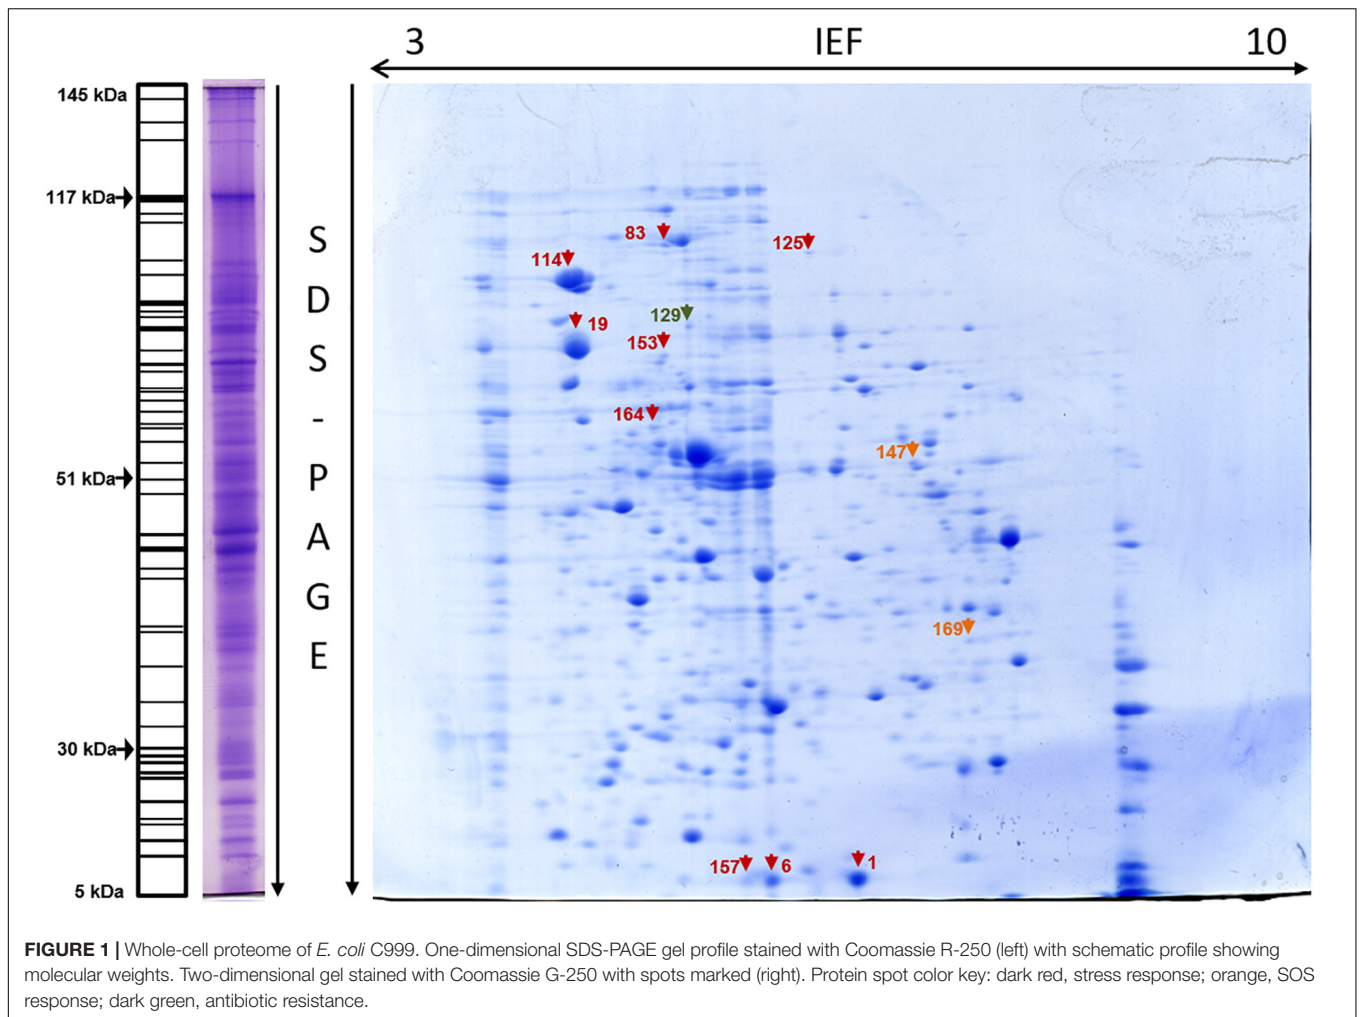 3 IEF 10
145 kDa
117 kDa
51 kDa
30 kDa
5 kDa
S
D
S
-
P
A
G
E
83
125
114
129
19
153
164
147
169
157 6 1
FIGURE 1 | Whole-cell proteome of E. coli C999. One-dimensional SDS-PAGE gel profile stained with Coomassie R-250 (left) with schematic profile showing
molecular weights. Two-dimensional gel stained with Coomassie G-250 with spots marked (right). Protein spot color key: dark red, stress response; orange, SOS
response; dark green, antibiotic resistance.